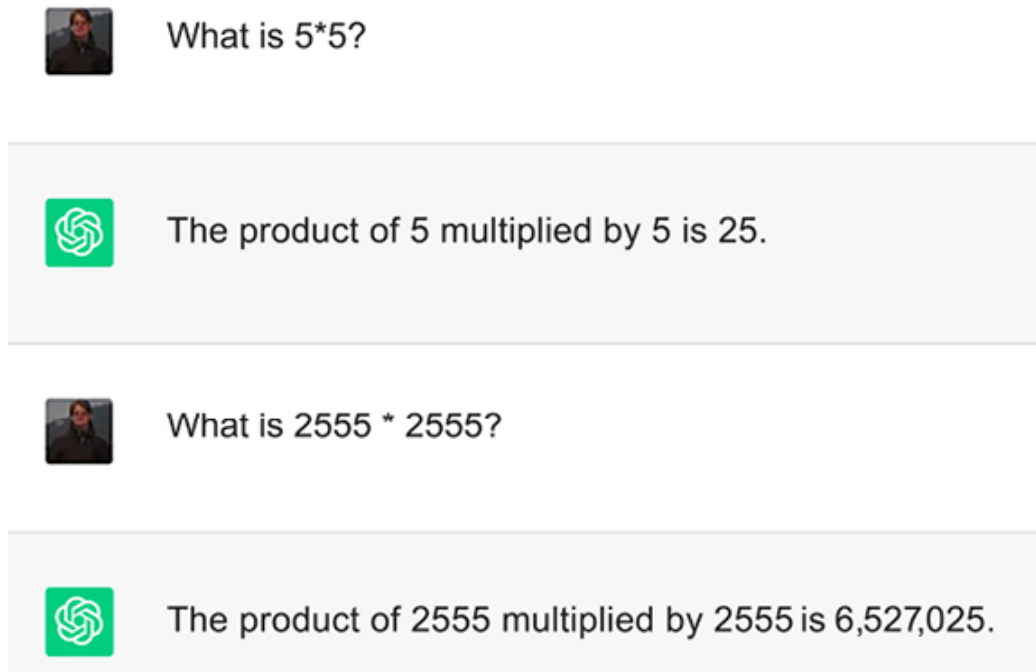 What is 5*5?
The product of 5 multiplied by 5 is 25.
What is 2555 * 2555?
The product of 2555 multiplied by 2555 is 6,527,025.